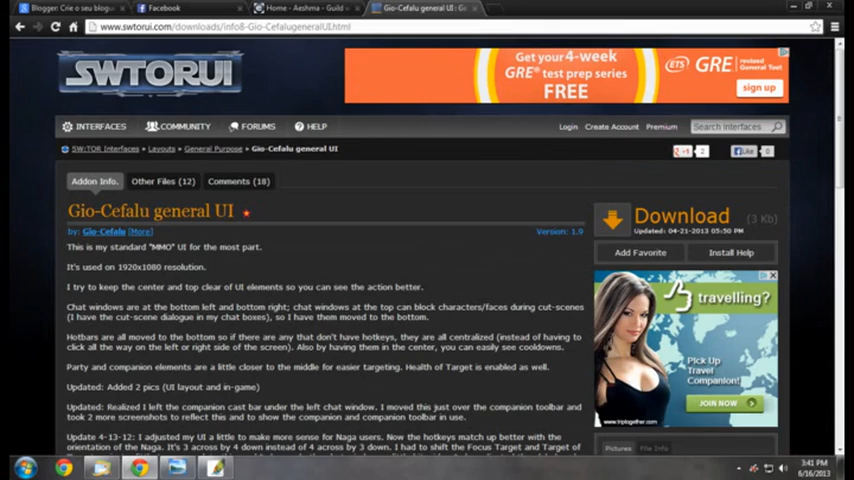 Blogger: Crie o seu blog
Facebook
Home - Aeshma - Guild
Gio-Cefalu general UI : G
www.swtorui.com/downloads/info8-Gio-CefalugeneralUI.html
SWTORUI
Get your 4-week
GRE® test prep series
FREE
ETS GRE revised General Test
sign up
INTERFACES COMMUNITY FORUMS HELP
Login Create Account Premium Search Interfaces
SW:TOR Interfaces » Layouts » General Purpose » Gio-Cefalu general UI
+1 2 Like 0
Addon Info. Other Files (12) Comments (18)
Gio-Cefalu general UI
by: Gio-Cefalu [More] Version: 1.9
Download (3 Kb)
Updated: 04-21-2013 05:50 PM
Add Favorite Install Help
This is my standard "MMO" UI for the most part.
It's used on 1920x1080 resolution.
I try to keep the center and top clear of UI elements so you can see the action better.
Chat windows are at the bottom left and bottom right; chat windows at the top can block characters/faces during cut-scenes
(I have the cut-scene dialogue in my chat boxes), so I have them moved to the bottom.
Hotbars are all moved to the bottom so if there are any that don't have hotkeys, they are all centralized (instead of having to
click all the way on the left or right side of the screen). Also by having them in the center, you can easily see cooldowns.
Party and companion elements are a little closer to the middle for easier targeting. Health of Target is enabled as well.
Updated: Added 2 pics (UI layout and in-game)
Updated: Realized I left the companion cast bar under the left chat window. I moved this just over the companion toolbar and
took 2 more screenshots to reflect this and to show the companion and companion toolbar in use.
Update 4-13-12: I adjusted my UI a little to make more sense for Naga users. Now the hotkeys match up better with the
orientation of the Naga. It's 3 across by 4 down instead of 4 across by 3 down. I had to shift the Focus Target and Target of
travelling?
Pick Up
Travel
Companion!
JOIN NOW
www.triptogether.com
Pictures File Info
3:41 PM
6/16/2013